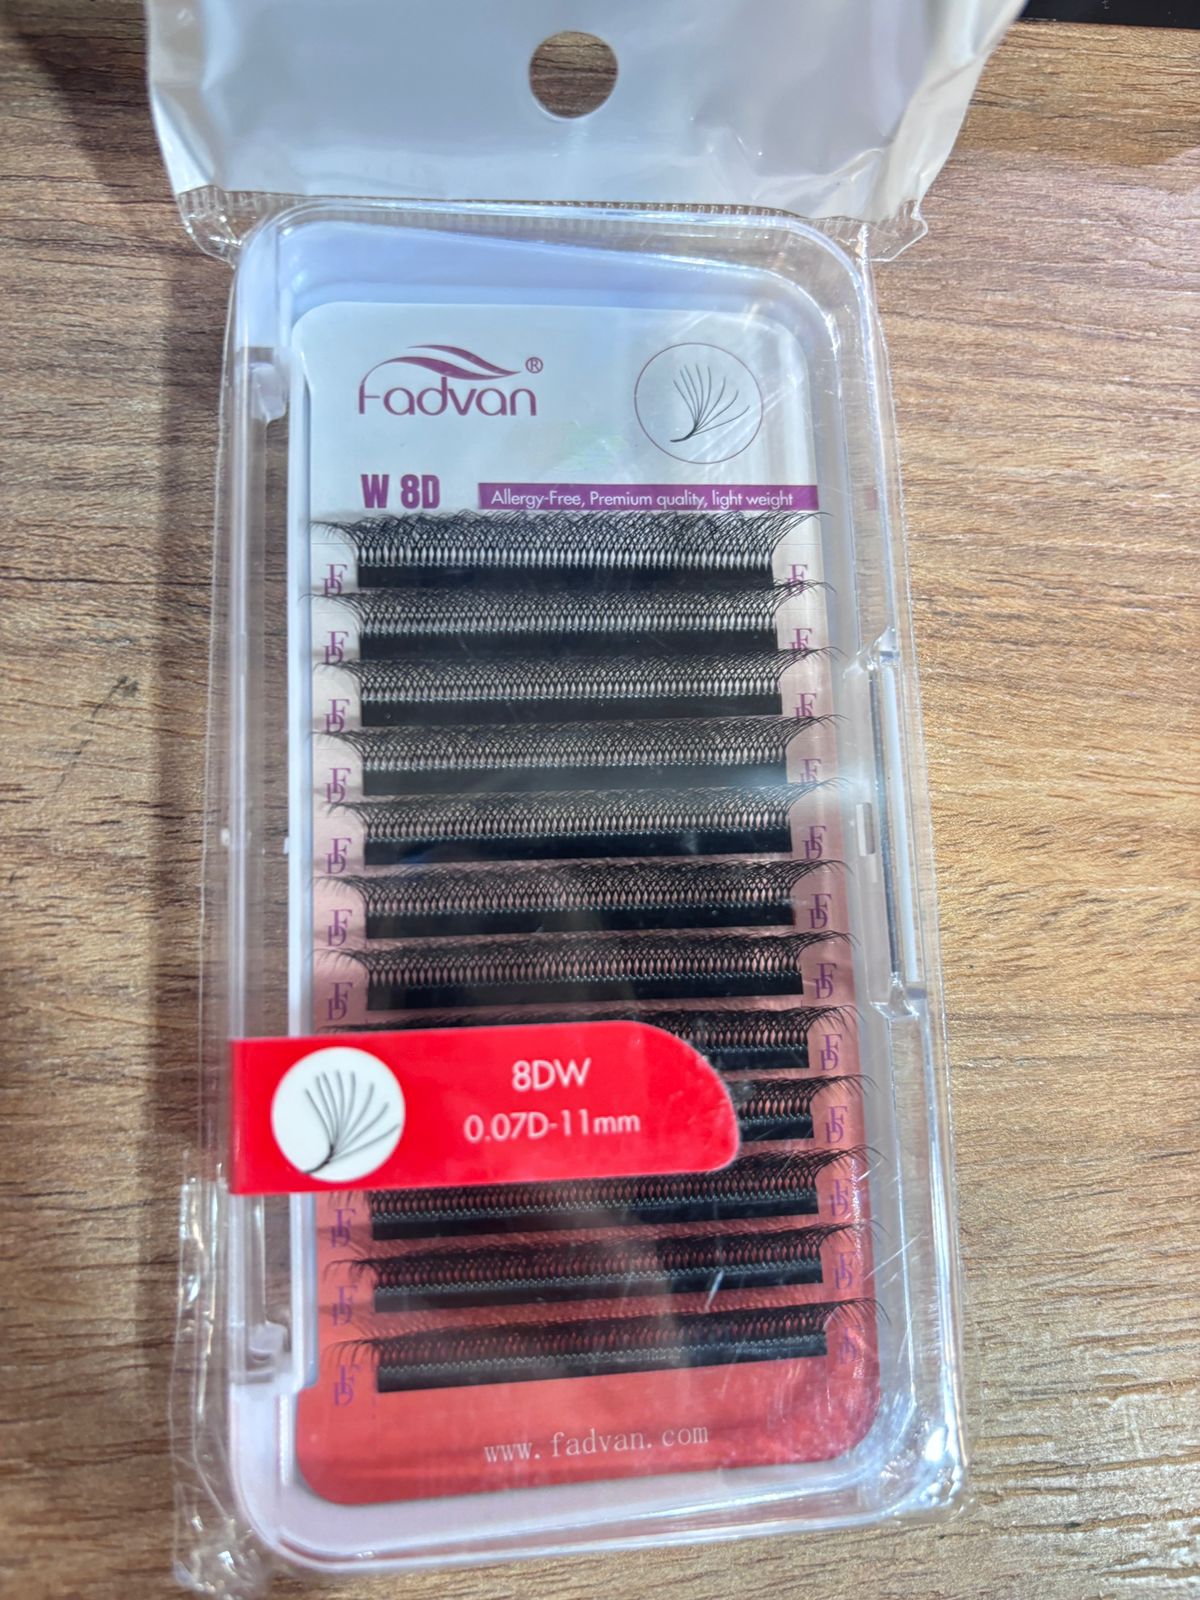 Fadvan®
W 8D
Allergy-Free, Premium quality, light weight
8DW
0.07D-11mm
www.fadvan.com